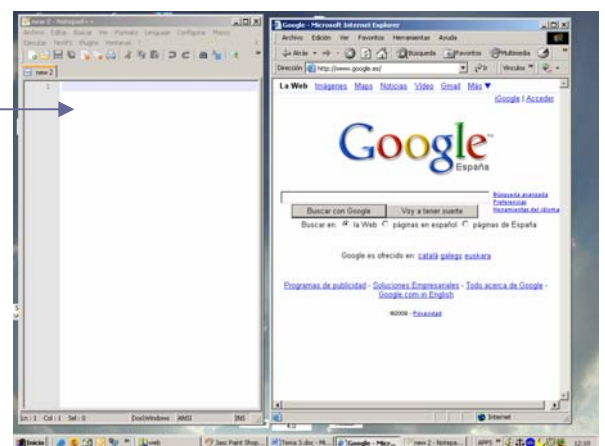 new 2 - Notepad++
Archivo Editar Buscar Ver Formato Lenguaje Configurar Macro
Ejecutar TextFX Plugins Ventanas ?
new 2
1
Ln : 1 Col : 1 Sel : 0 Dos\Windows ANSI INS
Google - Microsoft Internet Explorer
Archivo Edición Ver Favoritos Herramientas Ayuda
Atrás Búsqueda Favoritos Multimedia
Dirección http://www.google.es/ Ir Vínculos
La Web Imágenes Maps Noticias Vídeo Gmail Más ▼
iGoogle | Acceder
Google
España
Búsqueda avanzada
Preferencias
Herramientas del idioma
Buscar con Google Voy a tener suerte
Buscar en: la Web páginas en español páginas de España
Google es ofrecido en: català galego euskara
Programas de publicidad - Soluciones Empresariales - Todo acerca de Google -
Google.com in English
©2009 - Privacidad
Internet
Inicio web Jasc Paint Shop... Tema 3.doc - Mi... Google - Micr... new 2 - Notepa... APPS 12:10